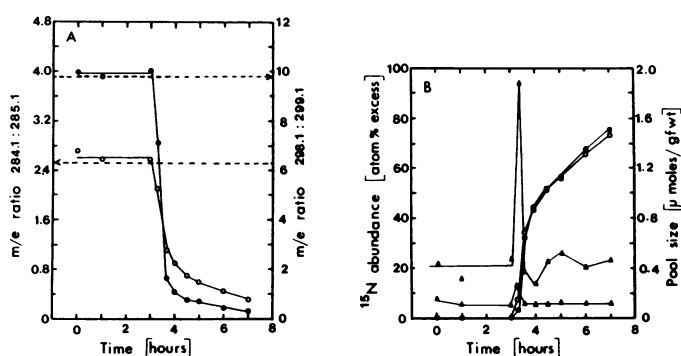 A
4.8
4.0
3.2
2.4
1.6
0.8
0
m/e ratio 284.1 : 285.1
12
10
8
6
4
2
0
m/e ratio 298.1 : 299.1
0 2 4 6 8
Time [hours]
B
100
80
60
40
20
0
15N abundance [atom % excess]
2.0
1.6
1.2
0.8
0.4
0
Pool size [μ moles/gfwt]
0 2 4 6 8
Time [hours]